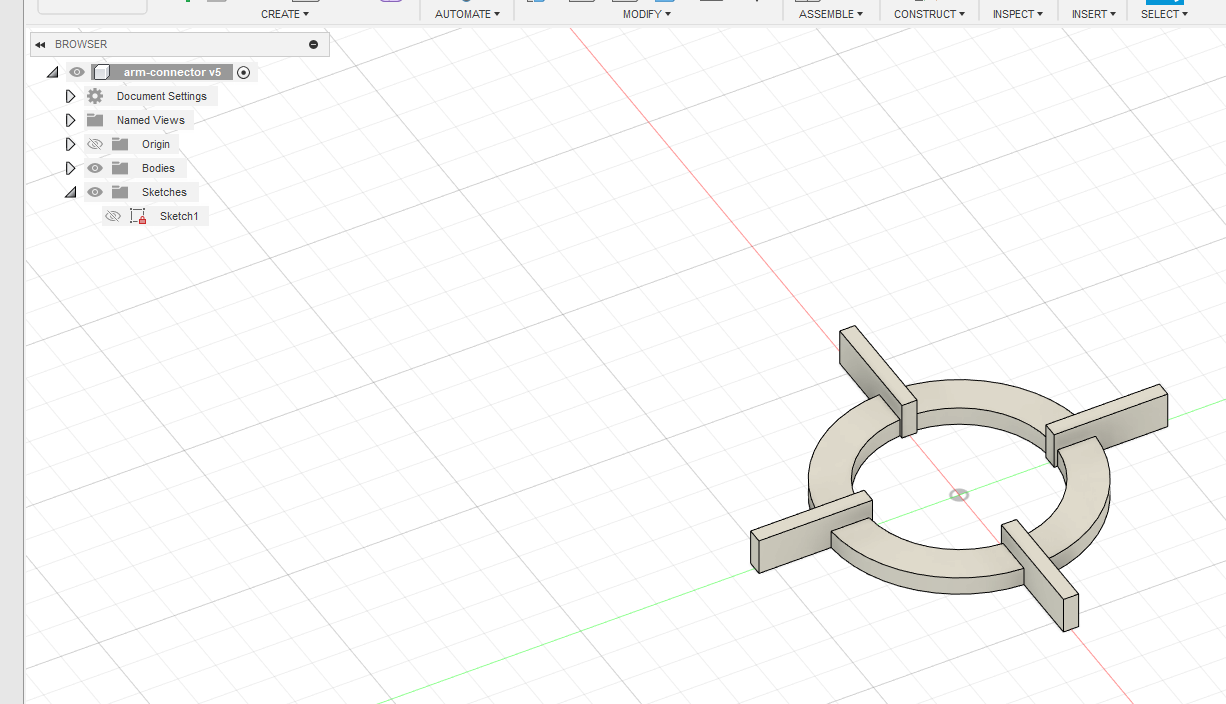 CREATE AUTOMATE MODIFY ASSEMBLE CONSTRUCT INSPECT INSERT SELECT
BROWSER
arm-connector v5
Document Settings
Named Views
Origin
Bodies
Sketches
Sketch1